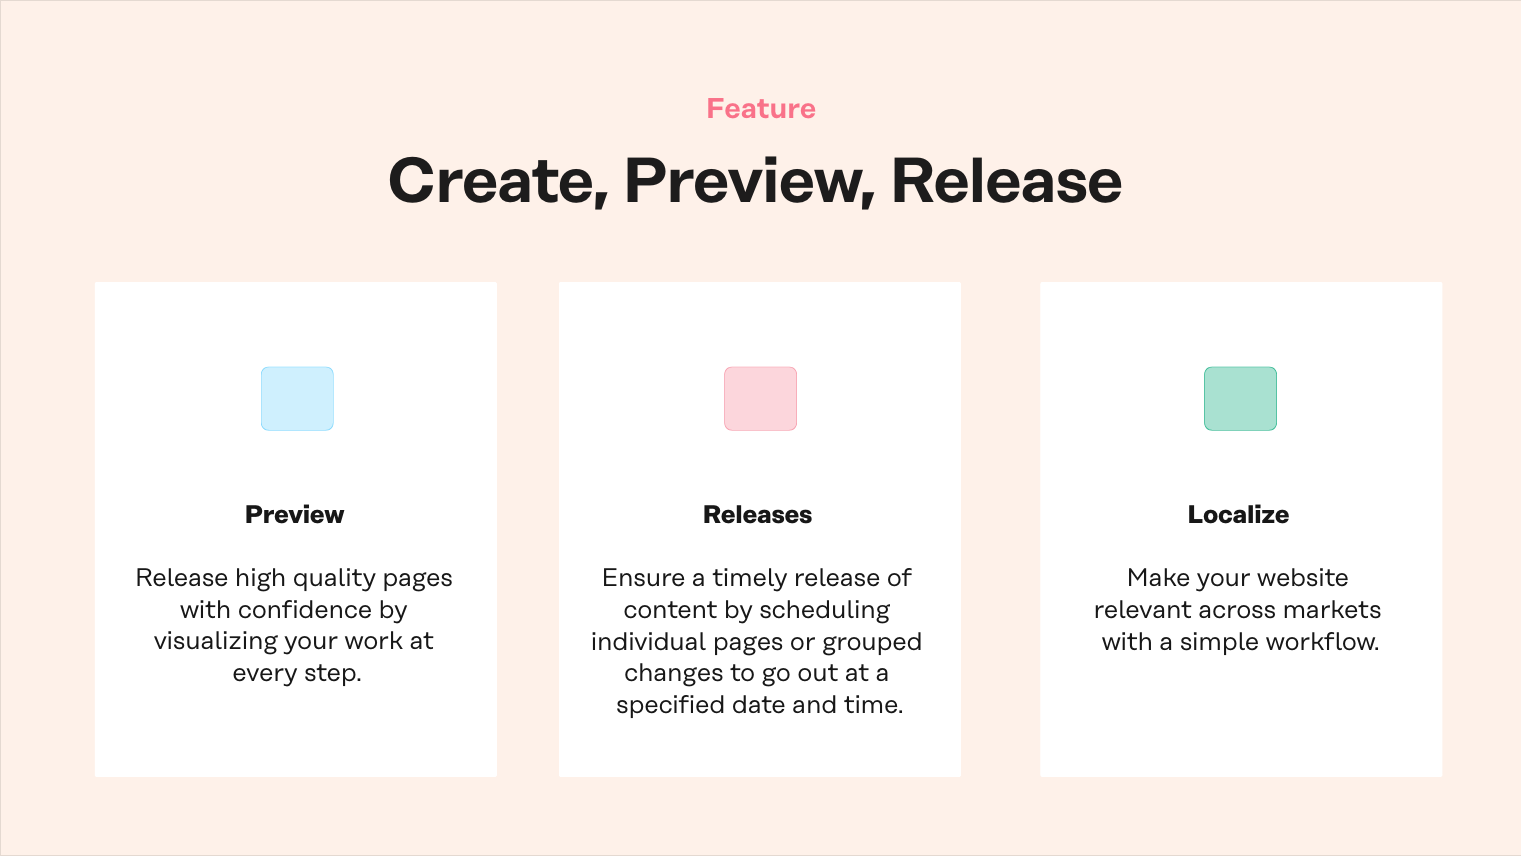 Feature
Create, Preview, Release
Preview
Release high quality pages
with confidence by
visualizing your work at
every step.
Releases
Ensure a timely release of
content by scheduling
individual pages or grouped
changes to go out at a
specified date and time.
Localize
Make your website
relevant across markets
with a simple workflow.